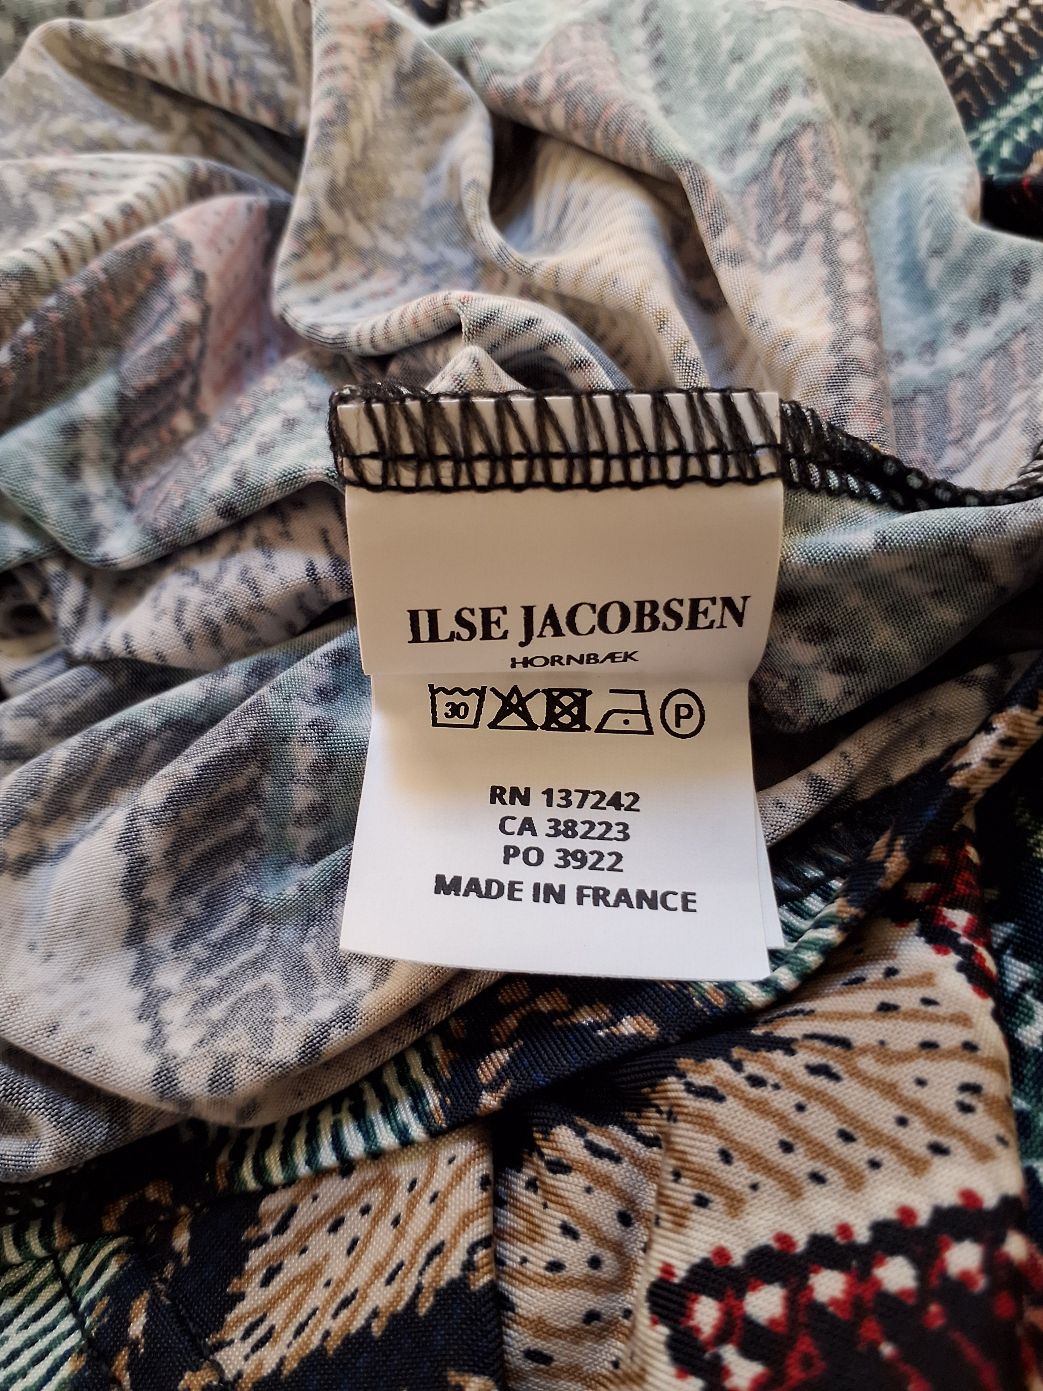 ILSE JACOBSEN
HORNBÆK
30 P
RN 137242
CA 38223
PO 3922
MADE IN FRANCE